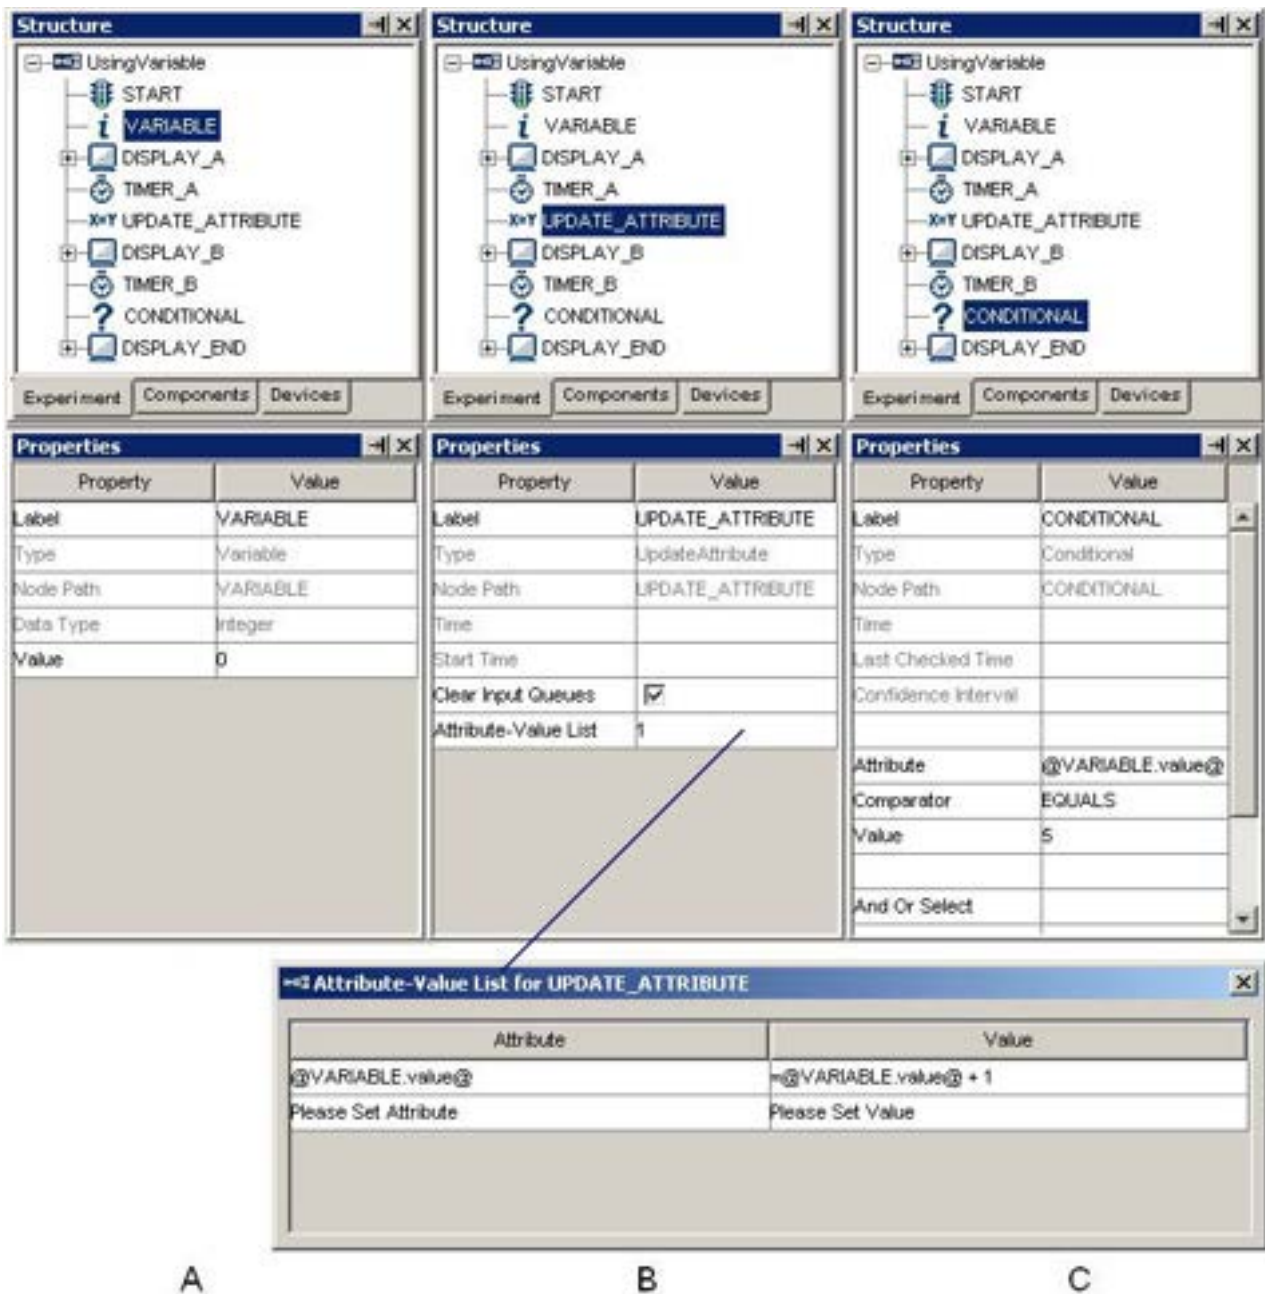 Structure
UsingVariable
START
VARIABLE
DISPLAY_A
TIMER_A
UPDATE_ATTRIBUTE
DISPLAY_B
TIMER_B
CONDITIONAL
DISPLAY_END
Experiment Components Devices
Properties
Property Value
Label VARIABLE
Type Variable
Node Path VARIABLE
Data Type Integer
Value 0
Structure
UsingVariable
START
VARIABLE
DISPLAY_A
TIMER_A
X=Y UPDATE_ATTRIBUTE
DISPLAY_B
TIMER_B
CONDITIONAL
DISPLAY_END
Experiment Components Devices
Properties
Property Value
Label UPDATE_ATTRIBUTE
Type UpdateAttribute
Node Path UPDATE_ATTRIBUTE
Time
Start Time
Clear Input Queues
Attribute-Value List 1
Structure
UsingVariable
START
VARIABLE
DISPLAY_A
TIMER_A
X=Y UPDATE_ATTRIBUTE
DISPLAY_B
TIMER_B
? CONDITIONAL
DISPLAY_END
Experiment Components Devices
Properties
Property Value
Label CONDITIONAL
Type Conditional
Node Path CONDITIONAL
Time
Last Checked Time
Confidence Interval
Attribute @VARIABLE.value@
Comparator EQUALS
Value 5
And Or Select
Attribute-Value List for UPDATE_ATTRIBUTE
Attribute Value
@VARIABLE.value@ =@VARIABLE.value@ + 1
Please Set Attribute Please Set Value
A B C